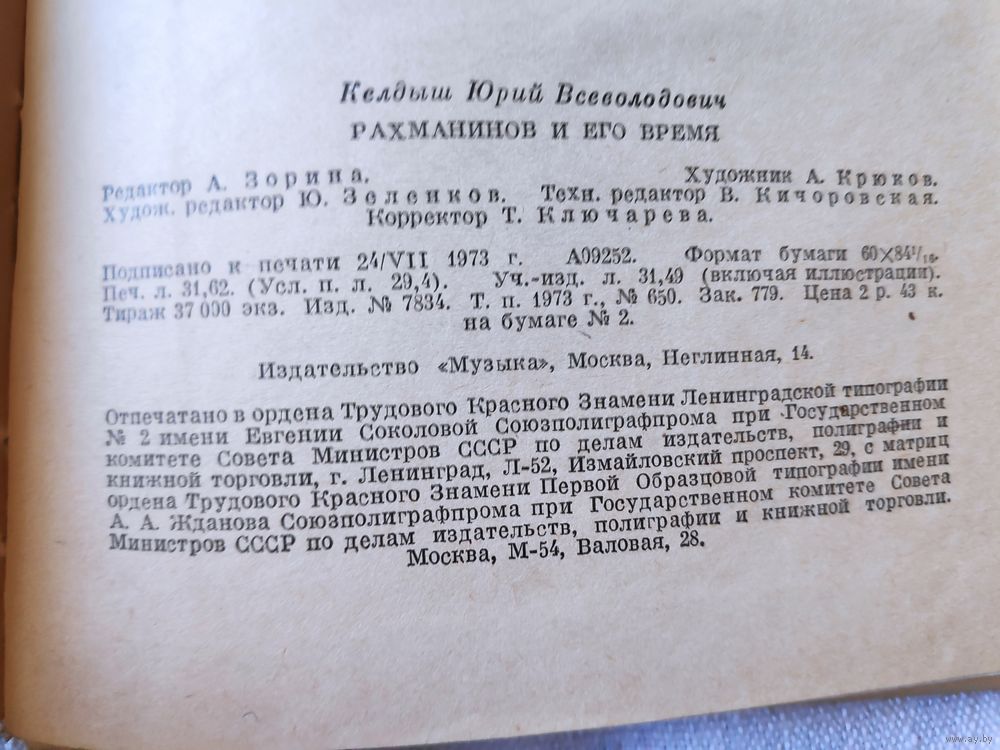 Келдыш Юрий Всеволодович
РАХМАНИНОВ И ЕГО ВРЕМЯ
Редактор А. Зорина. Художник А. Крюков.
Худож. редактор Ю. Зеленков. Техн. редактор В. Кичоровская.
Корректор Т. Ключарева.
Подписано к печати 24/VII 1973 г. А09252. Формат бумаги 60×84¹/₁₆.
Печ. л. 31,62. (Усл. п. л. 29,4). Уч.-изд. л. 31,49 (включая иллюстрации).
Тираж 37 000 экз. Изд. № 7834. Т. п. 1973 г., № 650. Зак. 779. Цена 2 р. 43 к.
на бумаге № 2.
Издательство «Музыка», Москва, Неглинная, 14.
Отпечатано в ордена Трудового Красного Знамени Ленинградской типографии
№ 2 имени Евгении Соколовой Союзполиграфпрома при Государственном
комитете Совета Министров СССР по делам издательств, полиграфии и
книжной торговли, г. Ленинград, Л-52, Измайловский проспект, 29, с матриц
ордена Трудового Красного Знамени Первой Образцовой типографии имени
А. А. Жданова Союзполиграфпрома при Государственном комитете Совета
Министров СССР по делам издательств, полиграфии и книжной торговли.
Москва, М-54, Валовая, 28.
www.ay.by